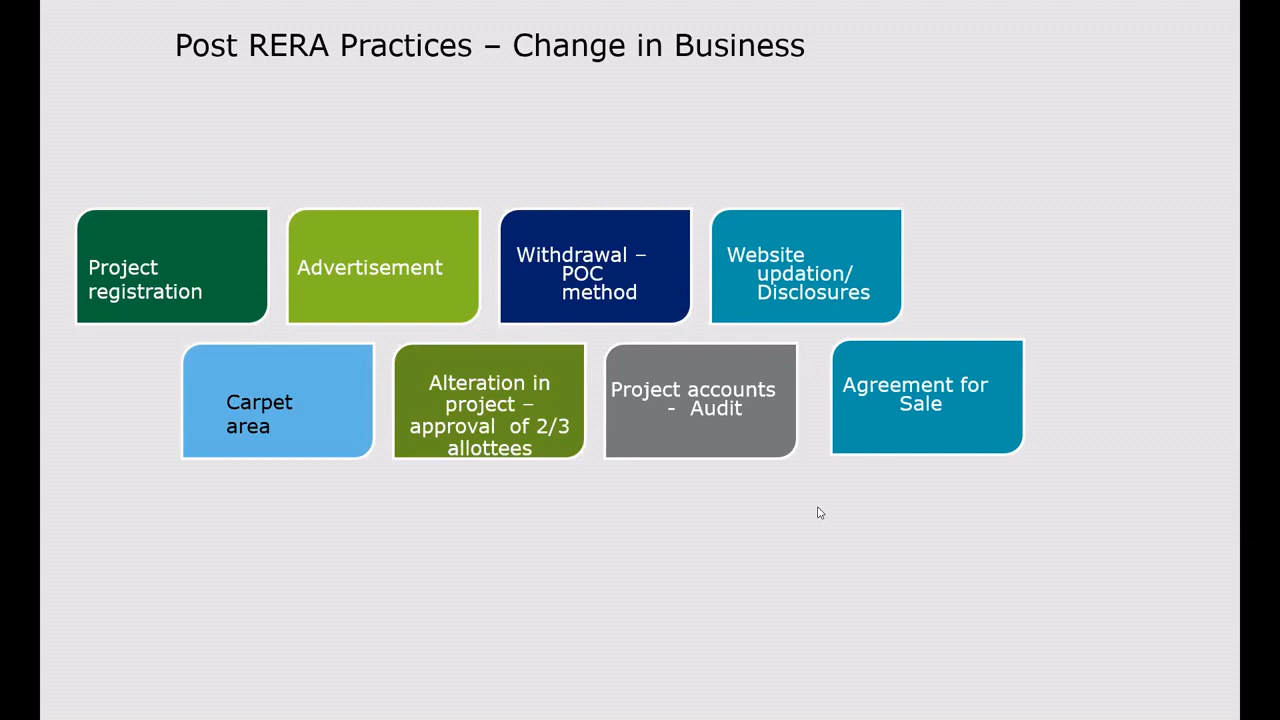 Post RERA Practices – Change in Business
Project
registration
Advertisement
Withdrawal –
POC
method
Website
updation/
Disclosures
Carpet
area
Alteration in
project –
approval  of 2/3
allottees
Project accounts
-  Audit
Agreement for
Sale